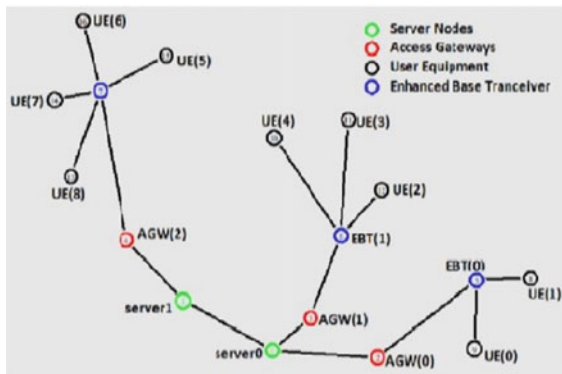 UE(6)
Server Nodes
Access Gateways
User Equipment
Enhanced Base Tranceiver
UE(5)
UE(7)
UE(4)
UE(3)
UE(8)
UE(2)
AGW(2)
EBT(1)
EBT(0)
UE(1)
server1
AGW(1)
server0
AGW(0)
UE(0)